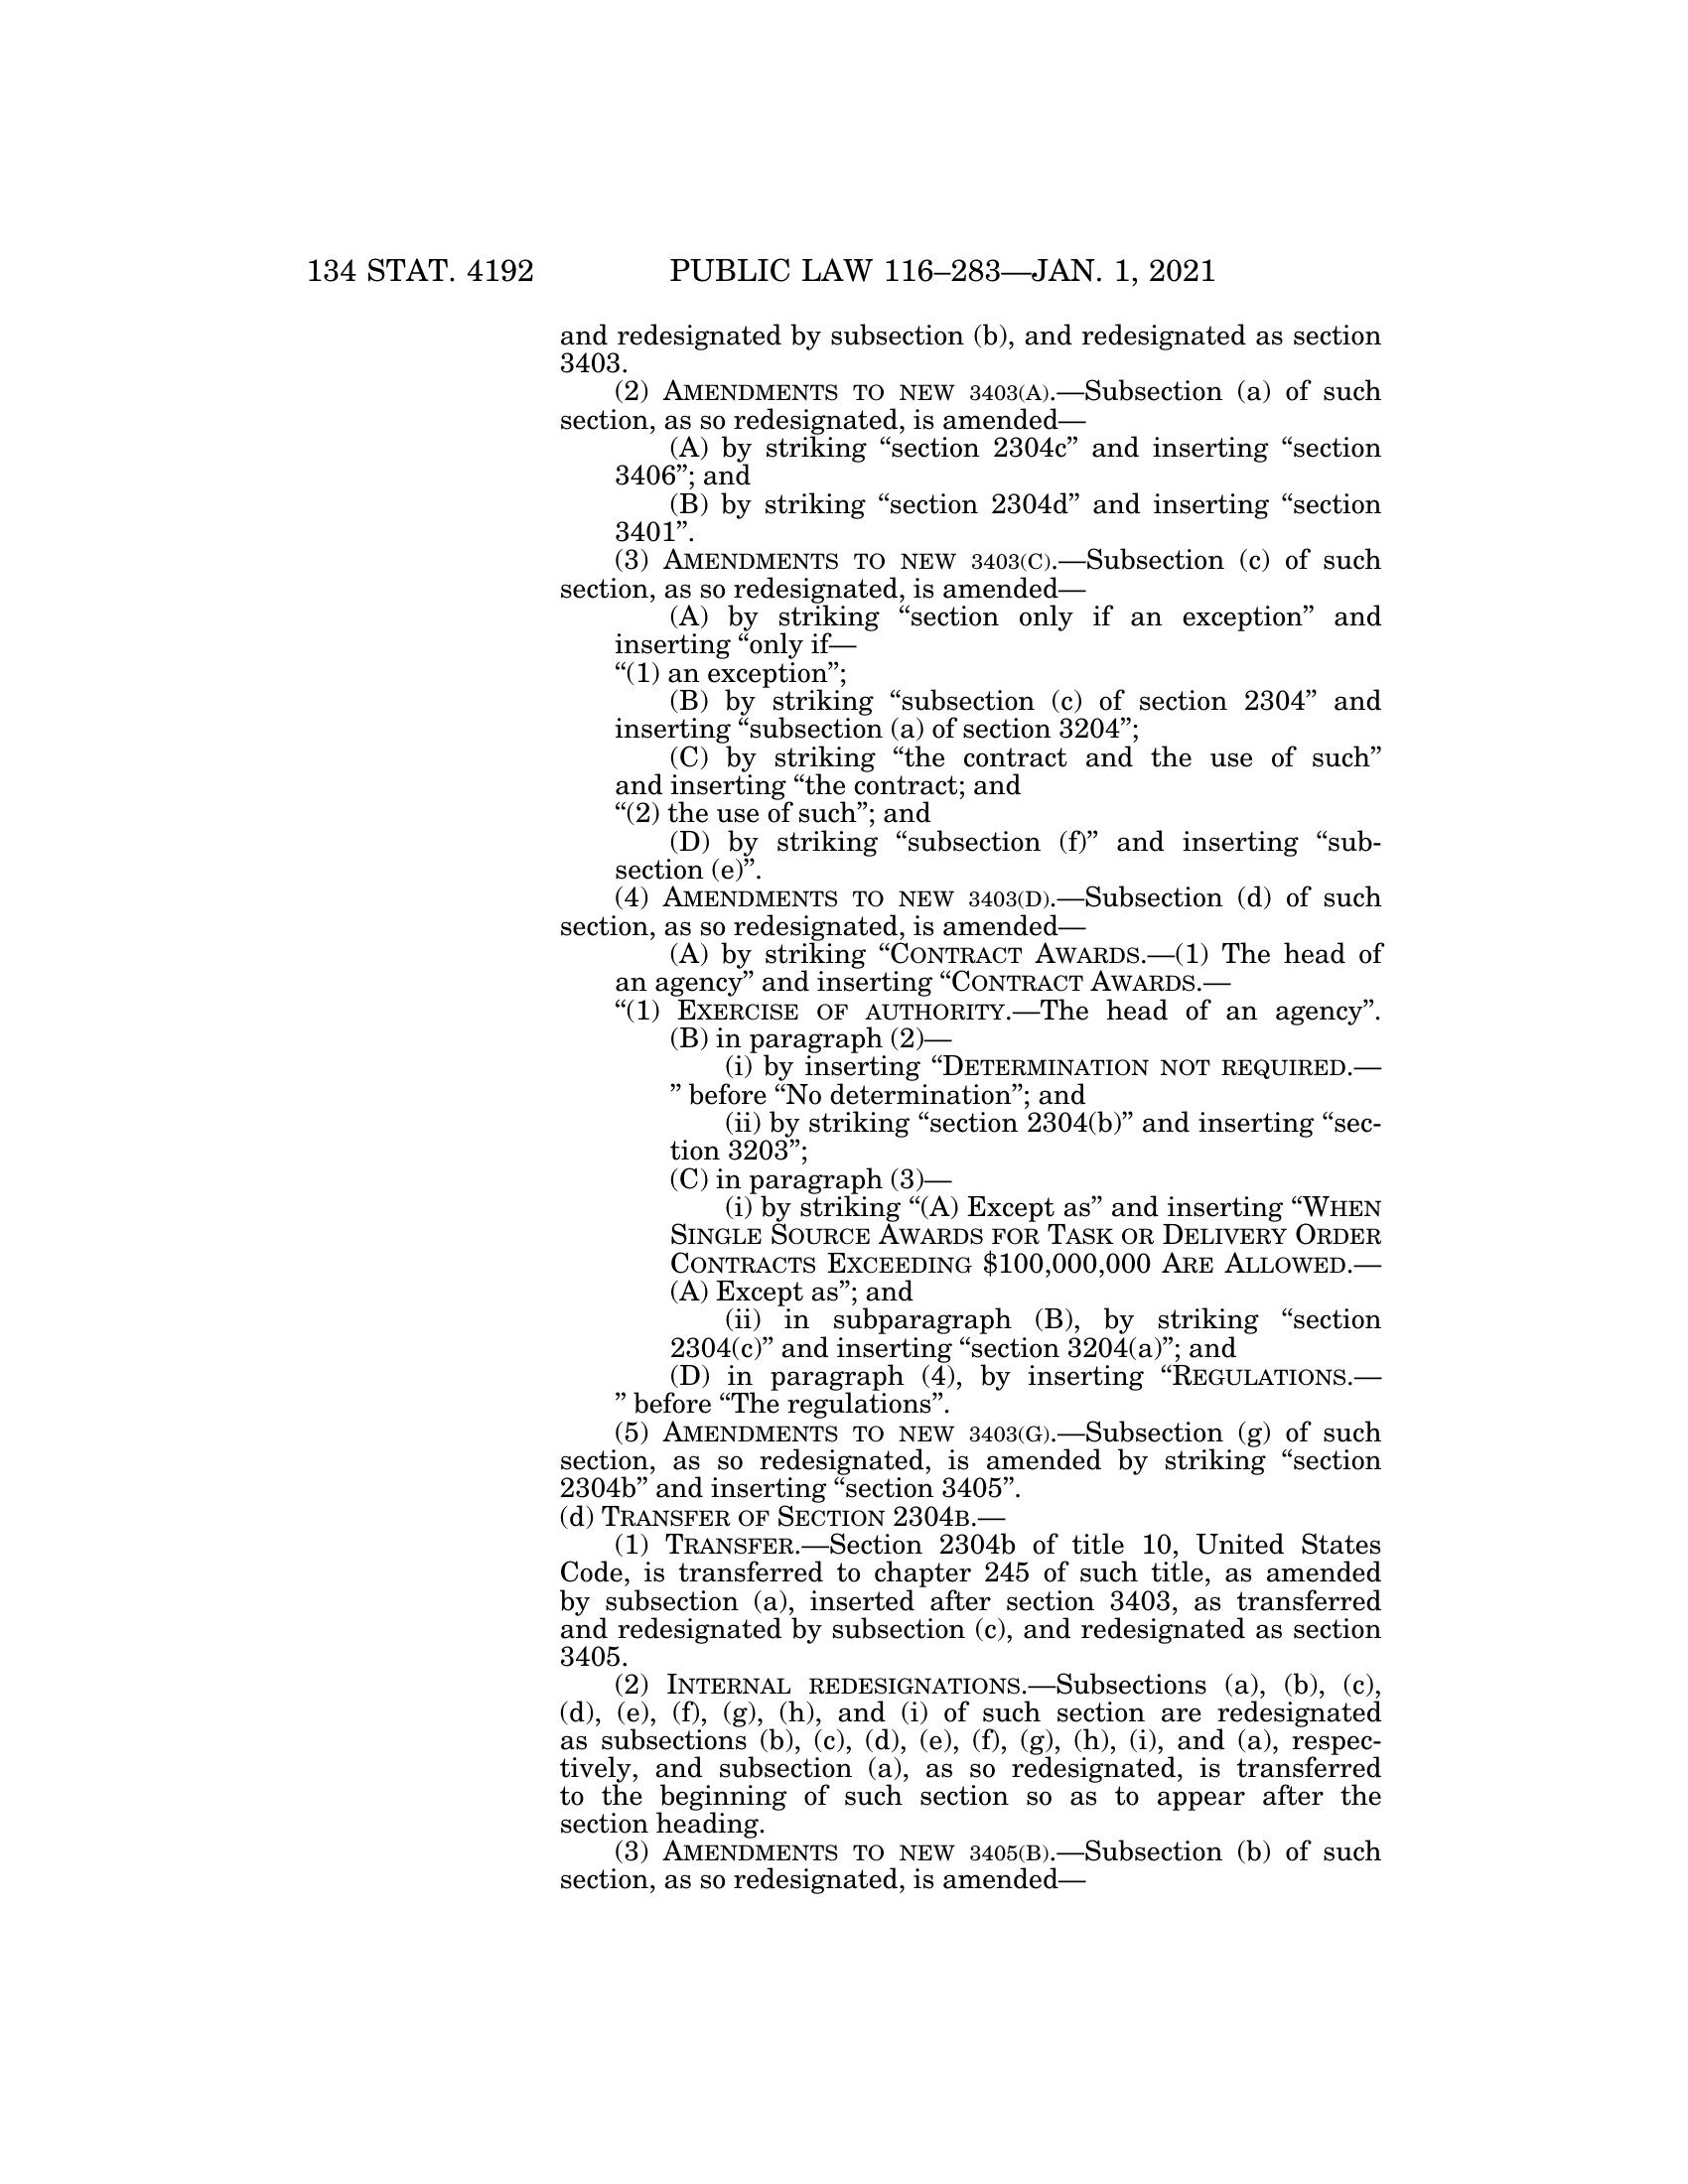 134 STAT. 4192 PUBLIC LAW 116–283—JAN. 1, 2021
and redesignated by subsection (b), and redesignated as section
3403.
(2) AMENDMENTS TO NEW 3403(A).—Subsection (a) of such
section, as so redesignated, is amended—
(A) by striking “section 2304c” and inserting “section
3406”; and
(B) by striking “section 2304d” and inserting “section
3401”.
(3) AMENDMENTS TO NEW 3403(C).—Subsection (c) of such
section, as so redesignated, is amended—
(A) by striking “section only if an exception” and
inserting “only if—
“(1) an exception”;
(B) by striking “subsection (c) of section 2304” and
inserting “subsection (a) of section 3204”;
(C) by striking “the contract and the use of such”
and inserting “the contract; and
“(2) the use of such”; and
(D) by striking “subsection (f)” and inserting “sub-
section (e)”.
(4) AMENDMENTS TO NEW 3403(D).—Subsection (d) of such
section, as so redesignated, is amended—
(A) by striking “CONTRACT AWARDS.—(1) The head of
an agency” and inserting “CONTRACT AWARDS.—
“(1) EXERCISE OF AUTHORITY.—The head of an agency”.
(B) in paragraph (2)—
(i) by inserting “DETERMINATION NOT REQUIRED.—
” before “No determination”; and
(ii) by striking “section 2304(b)” and inserting “sec-
tion 3203”;
(C) in paragraph (3)—
(i) by striking “(A) Except as” and inserting “WHEN
SINGLE SOURCE AWARDS FOR TASK OR DELIVERY ORDER
CONTRACTS EXCEEDING $100,000,000 ARE ALLOWED.—
(A) Except as”; and
(ii) in subparagraph (B), by striking “section
2304(c)” and inserting “section 3204(a)”; and
(D) in paragraph (4), by inserting “REGULATIONS.—
” before “The regulations”.
(5) AMENDMENTS TO NEW 3403(G).—Subsection (g) of such
section, as so redesignated, is amended by striking “section
2304b” and inserting “section 3405”.
(d) TRANSFER OF SECTION 2304B.—
(1) TRANSFER.—Section 2304b of title 10, United States
Code, is transferred to chapter 245 of such title, as amended
by subsection (a), inserted after section 3403, as transferred
and redesignated by subsection (c), and redesignated as section
3405.
(2) INTERNAL REDESIGNATIONS.—Subsections (a), (b), (c),
(d), (e), (f), (g), (h), and (i) of such section are redesignated
as subsections (b), (c), (d), (e), (f), (g), (h), (i), and (a), respec-
tively, and subsection (a), as so redesignated, is transferred
to the beginning of such section so as to appear after the
section heading.
(3) AMENDMENTS TO NEW 3405(B).—Subsection (b) of such
section, as so redesignated, is amended—